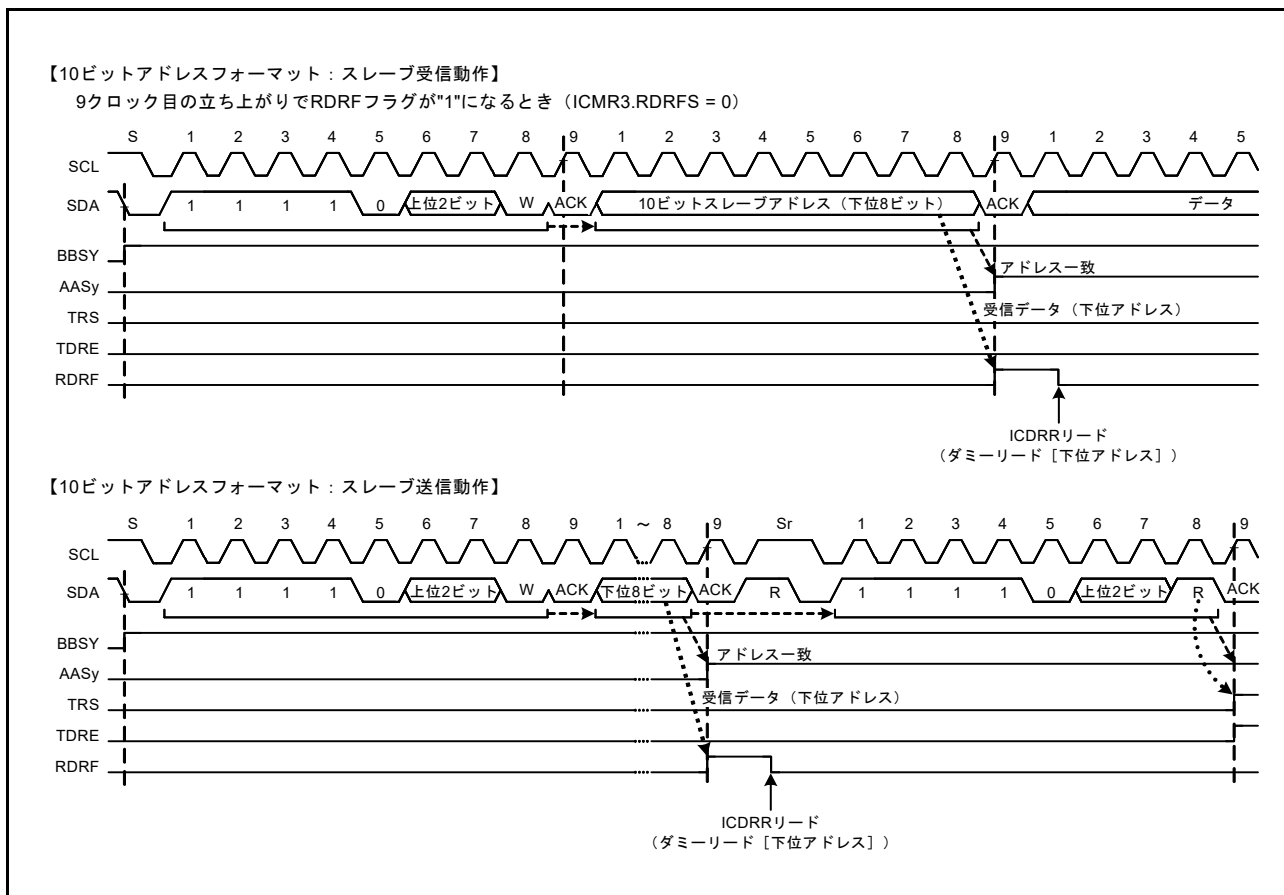 【10ビットアドレスフォーマット：スレーブ受信動作】
9クロック目の立ち上がりでRDRFフラグが"1"になるとき（ICMR3.RDRFS = 0）
S 1 2 3 4 5 6 7 8 9 1 2 3 4 5 6 7 8 9 1 2 3 4 5
SCL
SDA 1 1 1 1 0 上位2ビット W ACK 10ビットスレーブアドレス（下位8ビット） ACK データ
BBSY
アドレス一致
AASy
受信データ（下位アドレス）
TRS
TDRE
RDRF
ICDRRリード
（ダミーリード［下位アドレス］）
【10ビットアドレスフォーマット：スレーブ送信動作】
S 1 2 3 4 5 6 7 8 9 1 ～ 8 9 Sr 1 2 3 4 5 6 7 8 9
SCL
SDA 1 1 1 1 0 上位2ビット W ACK 下位8ビット ACK R 1 1 1 1 0 上位2ビット R ACK
BBSY
アドレス一致
AASy
受信データ（下位アドレス）
TRS
TDRE
RDRF
ICDRRリード
（ダミーリード［下位アドレス］）